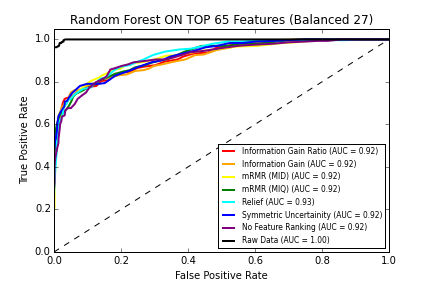 Random Forest ON TOP 65 Features (Balanced 27)
True Positive Rate
1.0
0.8
0.6
0.4
0.2
0.0
0.0 0.2 0.4 0.6 0.8 1.0
False Positive Rate
Information Gain Ratio (AUC = 0.92)
Information Gain (AUC = 0.92)
mRMR (MID) (AUC = 0.92)
mRMR (MIQ) (AUC = 0.92)
Relief (AUC = 0.93)
Symmetric Uncertainity (AUC = 0.92)
No Feature Ranking (AUC = 0.92)
Raw Data (AUC = 1.00)